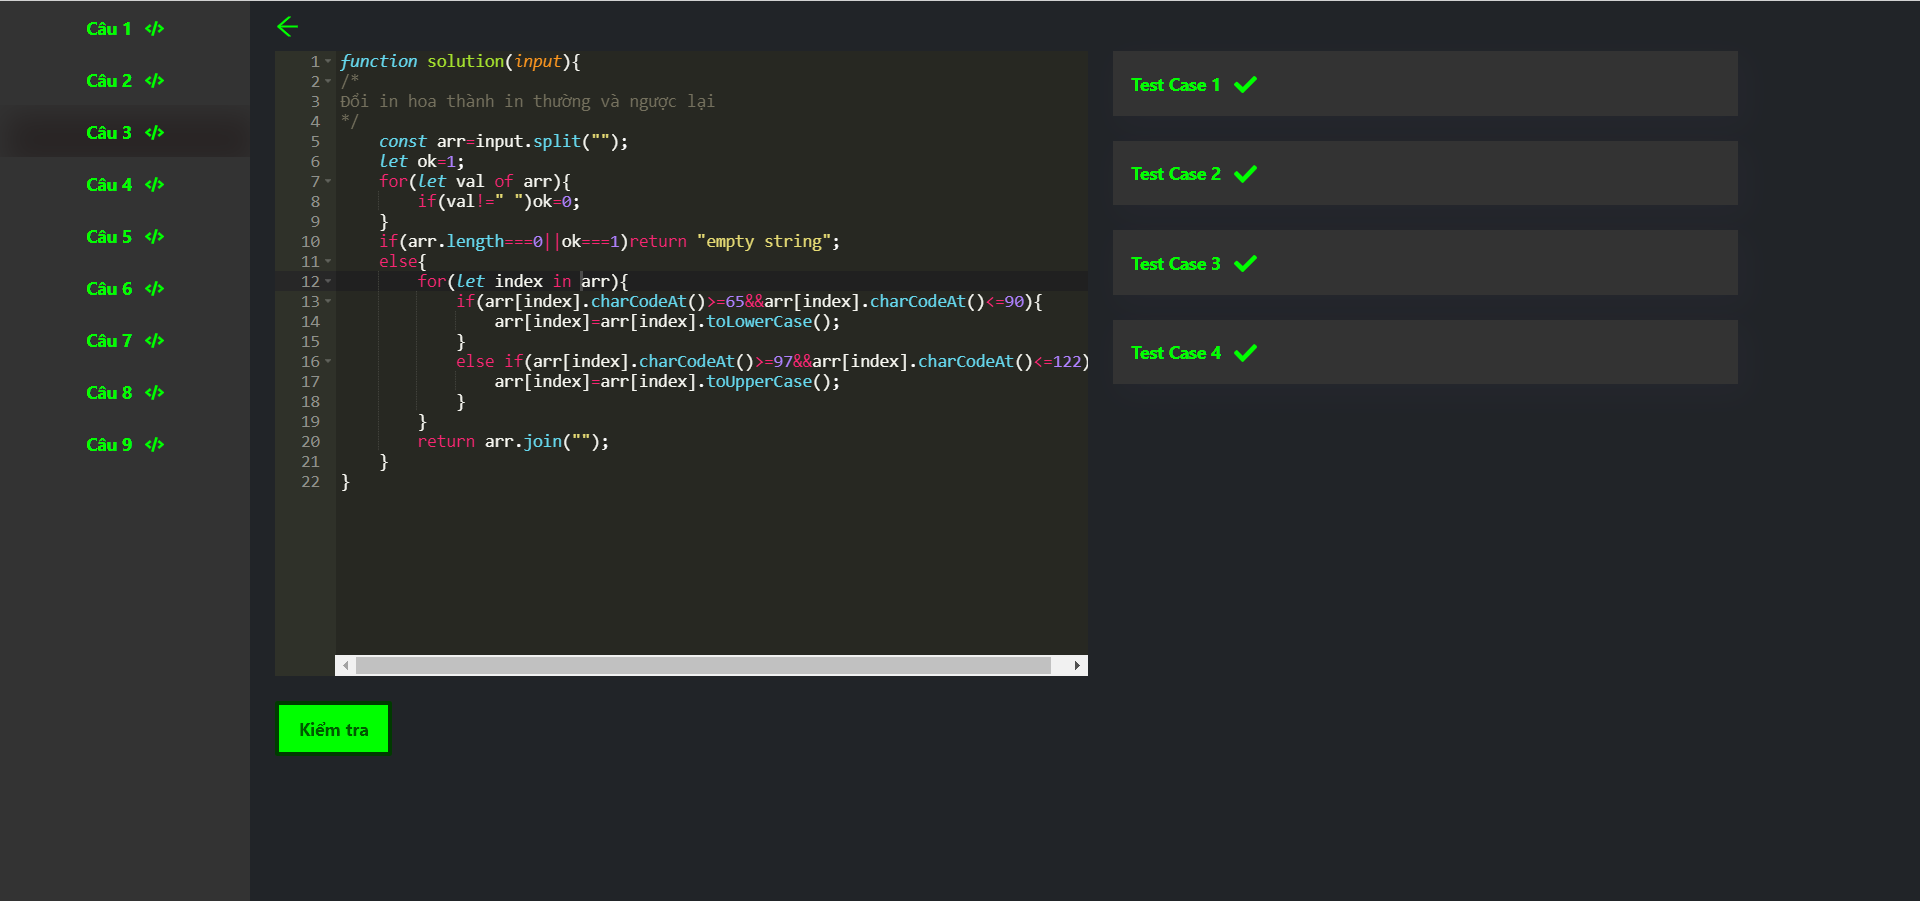 Câu 1 </>
Câu 2 </>
Câu 3 </>
Câu 4 </>
Câu 5 </>
Câu 6 </>
Câu 7 </>
Câu 8 </>
Câu 9 </>
1 function solution(input){
2 /*
3 Đổi in hoa thành in thường và ngược lại
4 */
5     const arr=input.split("");
6     let ok=1;
7     for(let val of arr){
8         if(val!=" ")ok=0;
9     }
10     if(arr.length===0||ok===1)return "empty string";
11     else{
12         for(let index in arr){
13             if(arr[index].charCodeAt()>=65&&arr[index].charCodeAt()<=90){
14                 arr[index]=arr[index].toLowerCase();
15             }
16             else if(arr[index].charCodeAt()>=97&&arr[index].charCodeAt()<=122)
17                 arr[index]=arr[index].toUpperCase();
18             }
19         }
20         return arr.join("");
21     }
22 }
Kiểm tra
Test Case 1
Test Case 2
Test Case 3
Test Case 4